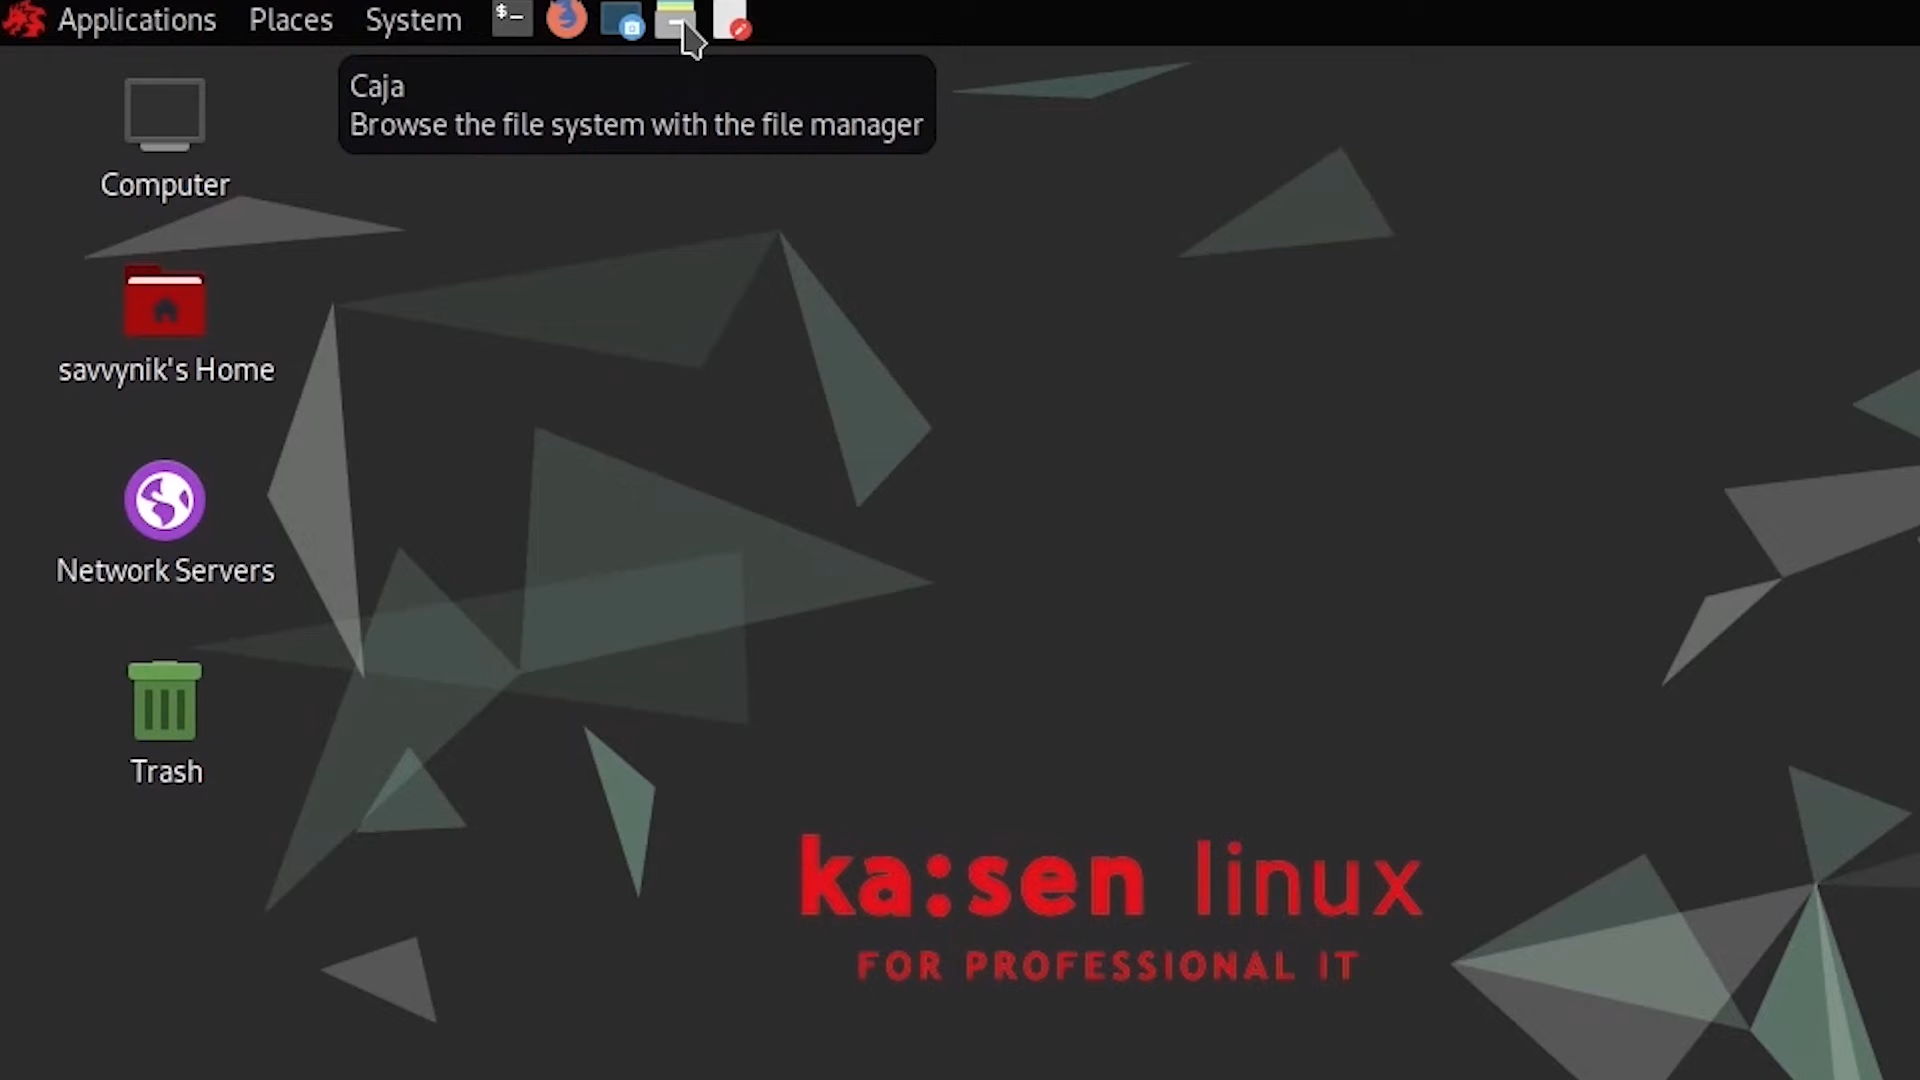 Applications Places System $-
Caja
Browse the file system with the file manager
Computer
savvynik's Home
Network Servers
Trash
ka:sen linux
FOR PROFESSIONAL IT